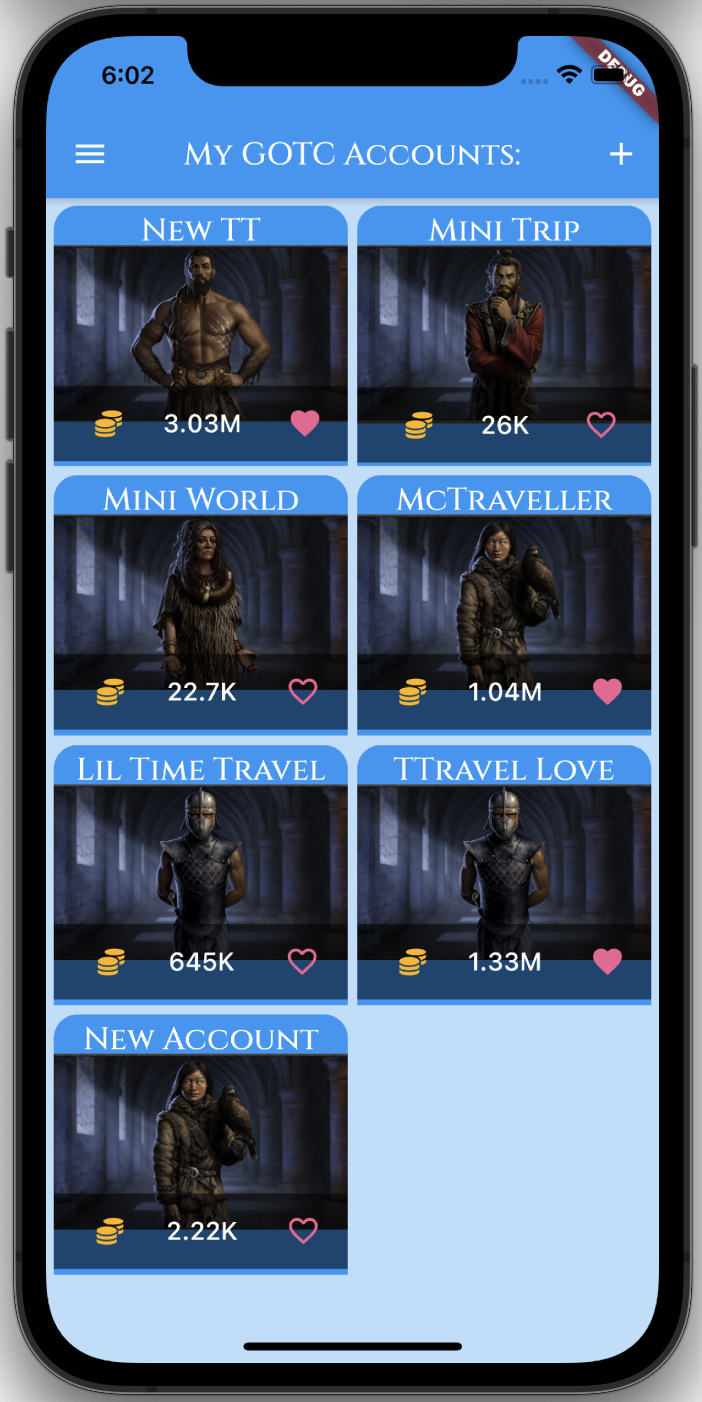 6:02
DEBUG
My GOTC Accounts:
New TT
Mini Trip
3.03M
26K
Mini World
McTraveller
22.7K
1.04M
Lil Time Travel
TTravel Love
645K
1.33M
New Account
2.22K